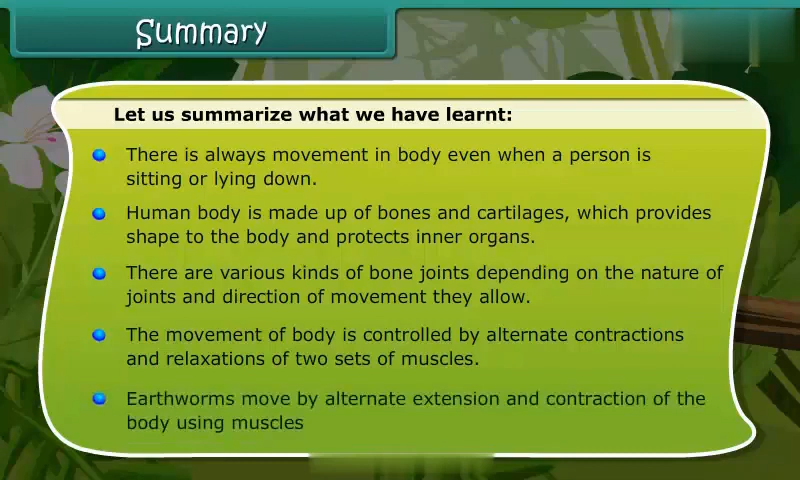 Summary
Let us summarize what we have learnt:
There is always movement in body even when a person is
sitting or lying down.
Human body is made up of bones and cartilages, which provides
shape to the body and protects inner organs.
There are various kinds of bone joints depending on the nature of
joints and direction of movement they allow.
The movement of body is controlled by alternate contractions
and relaxations of two sets of muscles.
Earthworms move by alternate extension and contraction of the
body using muscles